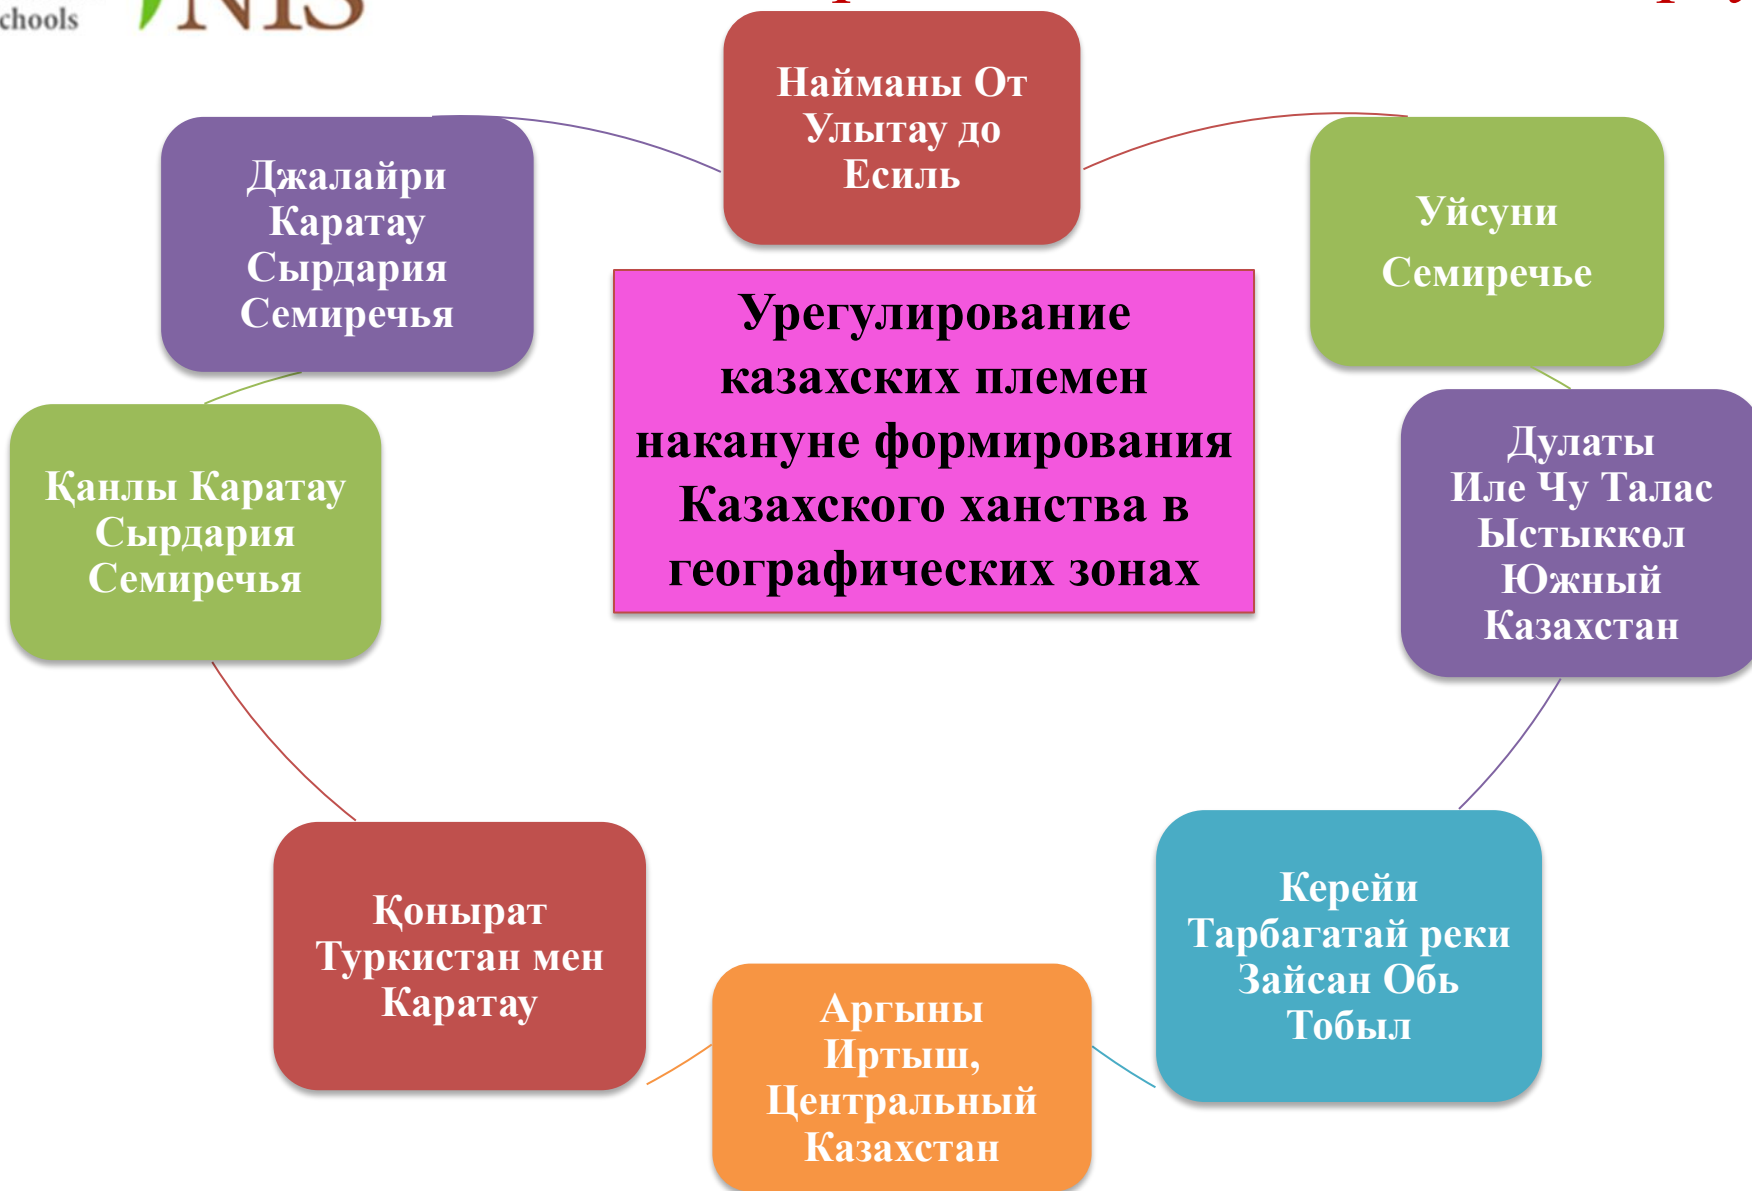 chools
NIS
Найманы От
Улытау до
Есиль
Уйсуни
Семиречье
Дулаты
Иле Чу Талас
Ыстыккөл
Южный
Казахстан
Керейи
Тарбагатай реки
Зайсан Обь
Тобыл
Аргыны
Иртыш,
Центральный
Казахстан
Қонырат
Туркистан мен
Каратау
Қанлы Каратау
Сырдария
Семиречья
Джалайри
Каратау
Сырдария
Семиречья
Урегулирование
казахских племен
накануне формирования
Казахского ханства в
географических зонах